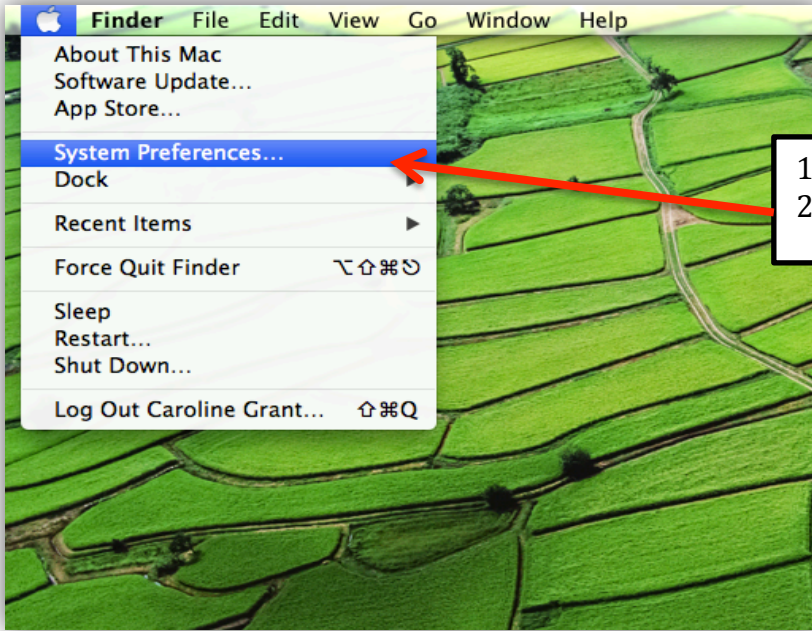 Finder File Edit View Go Window Help
About This Mac
Software Update...
App Store...
System Preferences...
Dock
Recent Items
Force Quit Finder ⌥⇧⌘⎋
Sleep
Restart...
Shut Down...
Log Out Caroline Grant... ⇧⌘Q
1
2